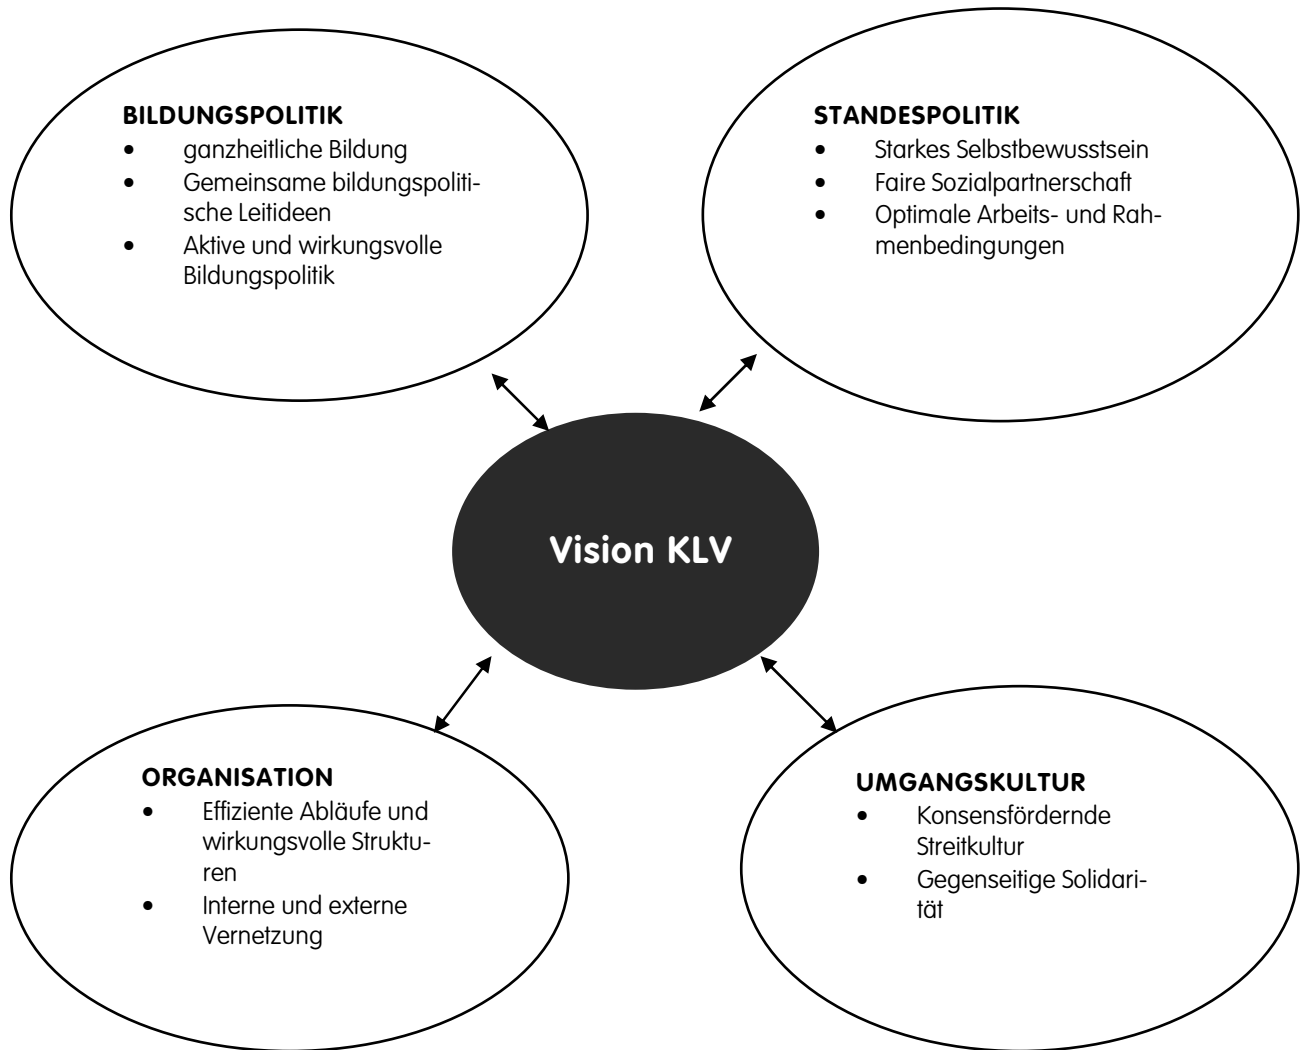 BILDUNGSPOLITIK
• ganzheitliche Bildung
• Gemeinsame bildungspoliti-
sche Leitideen
• Aktive und wirkungsvolle
Bildungspolitik
STANDESPOLITIK
• Starkes Selbstbewusstsein
• Faire Sozialpartnerschaft
• Optimale Arbeits- und Rah-
menbedingungen
Vision KLV
ORGANISATION
• Effiziente Abläufe und
wirkungsvolle Struktu-
ren
• Interne und externe
Vernetzung
UMGANGSKULTUR
• Konsensfördernde
Streitkultur
• Gegenseitige Solidari-
tät